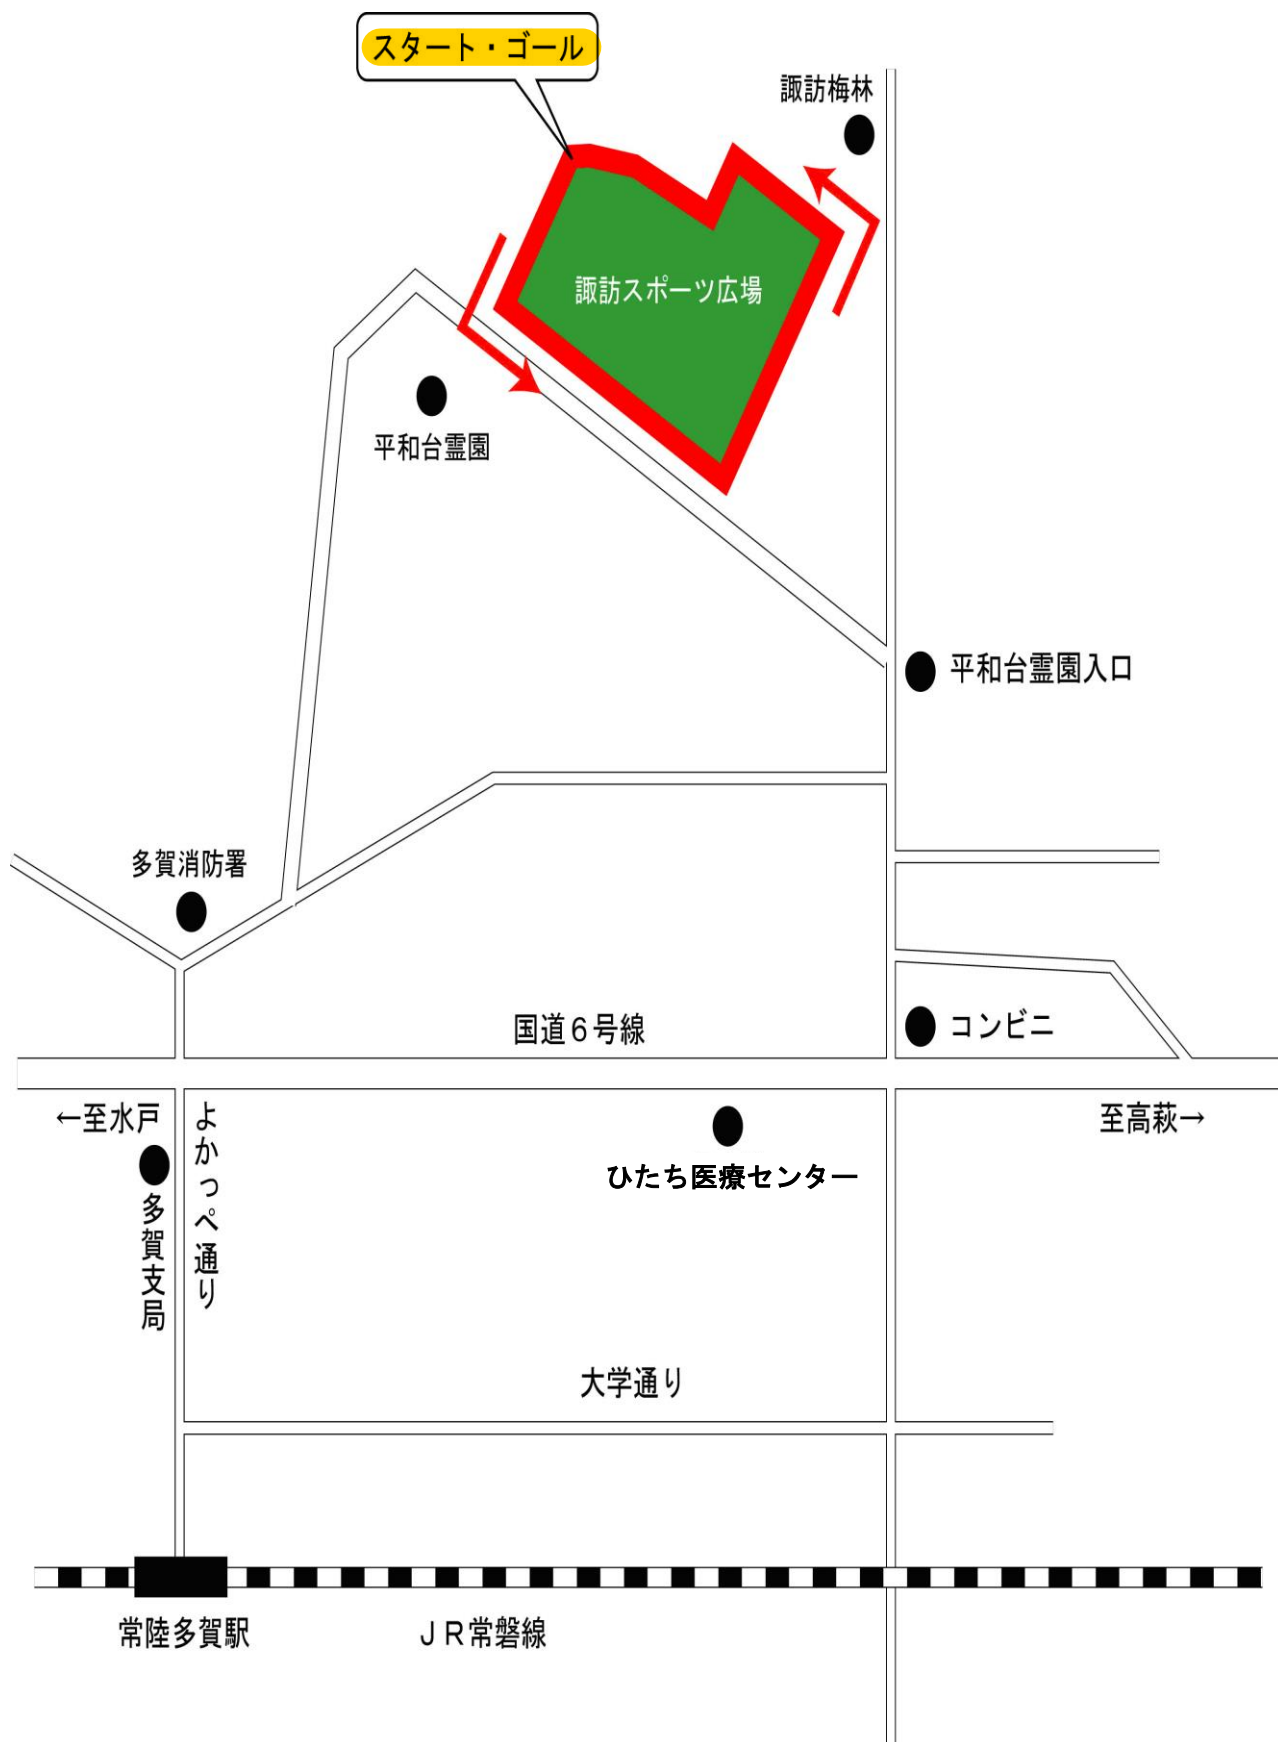 スタート・ゴール
諏訪梅林
諏訪スポーツ広場
平和台霊園
平和台霊園入口
多賀消防署
国道６号線
コンビニ
←至水戸
至高萩→
よかっぺ通り
ひたち医療センター
多賀支局
大学通り
常陸多賀駅
ＪＲ常磐線